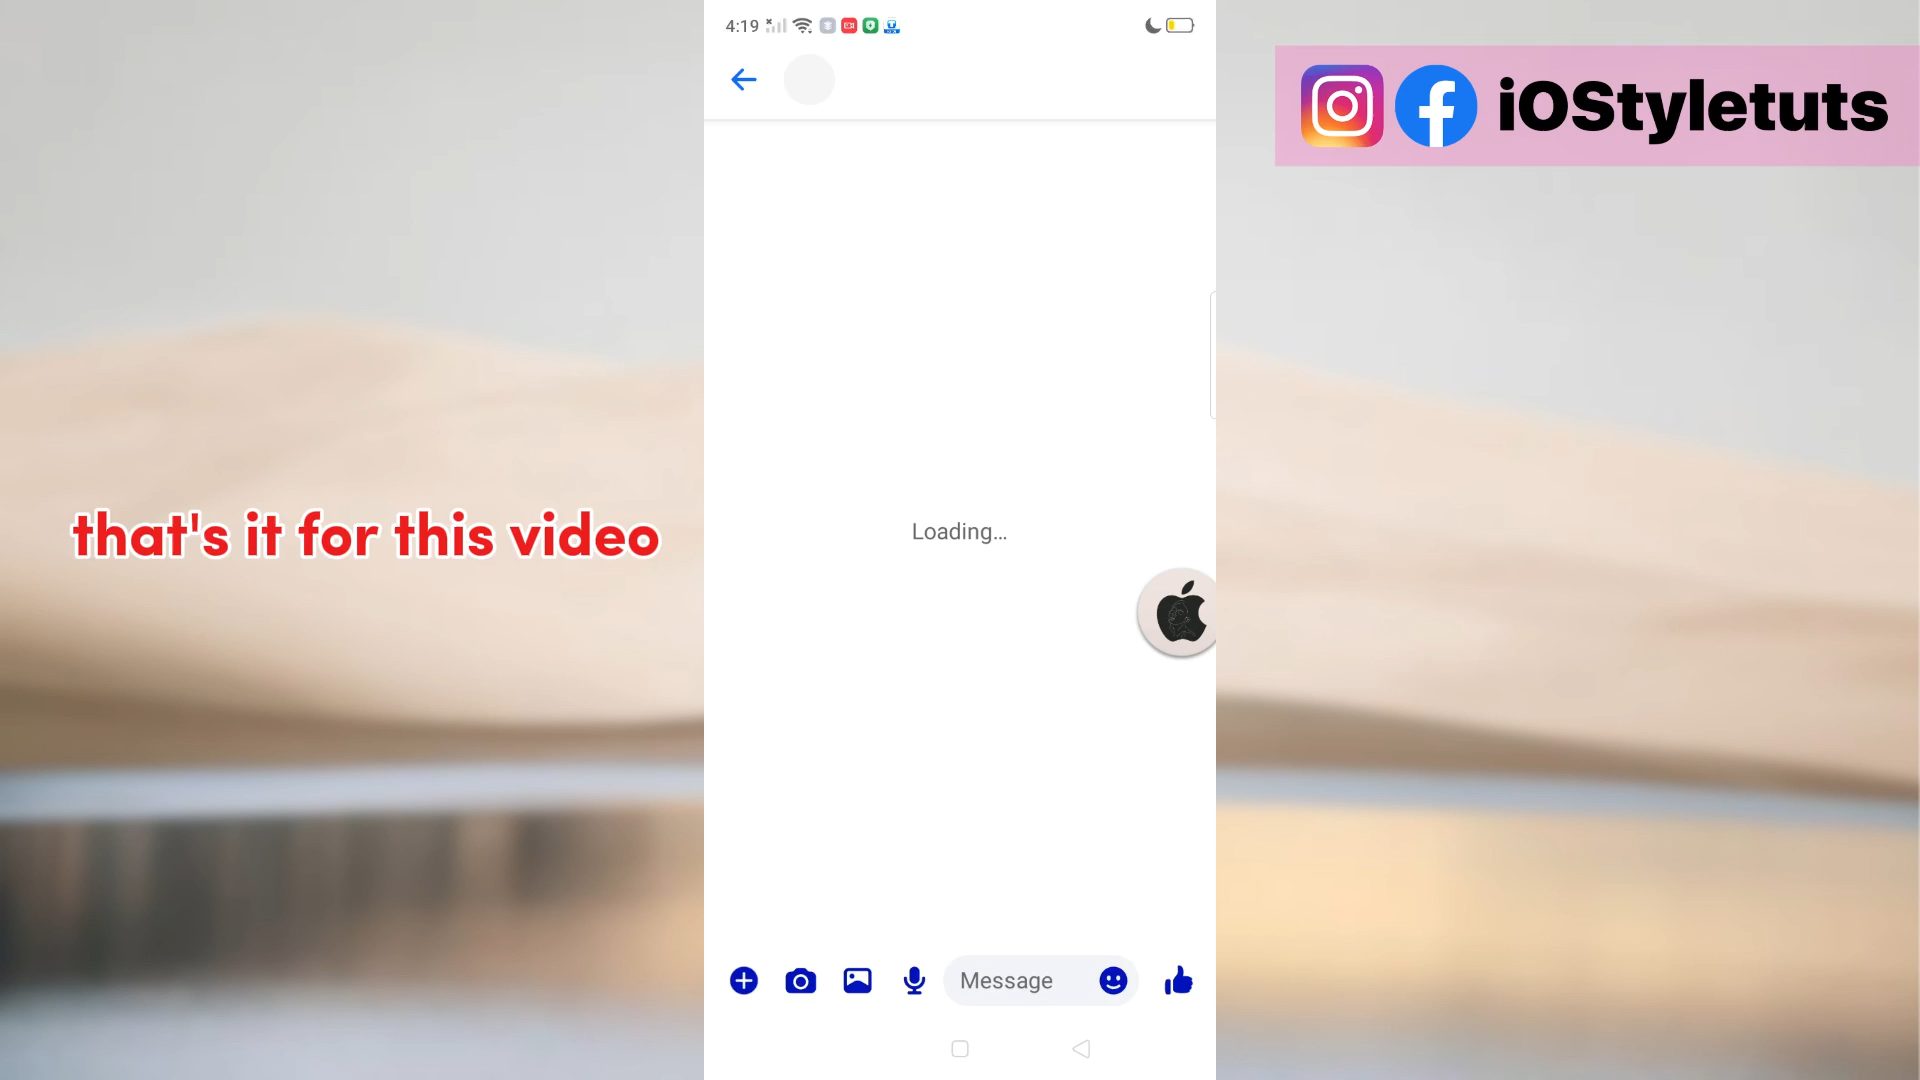 4:19
iOStyletuts
that's it for this video
Loading...
Message